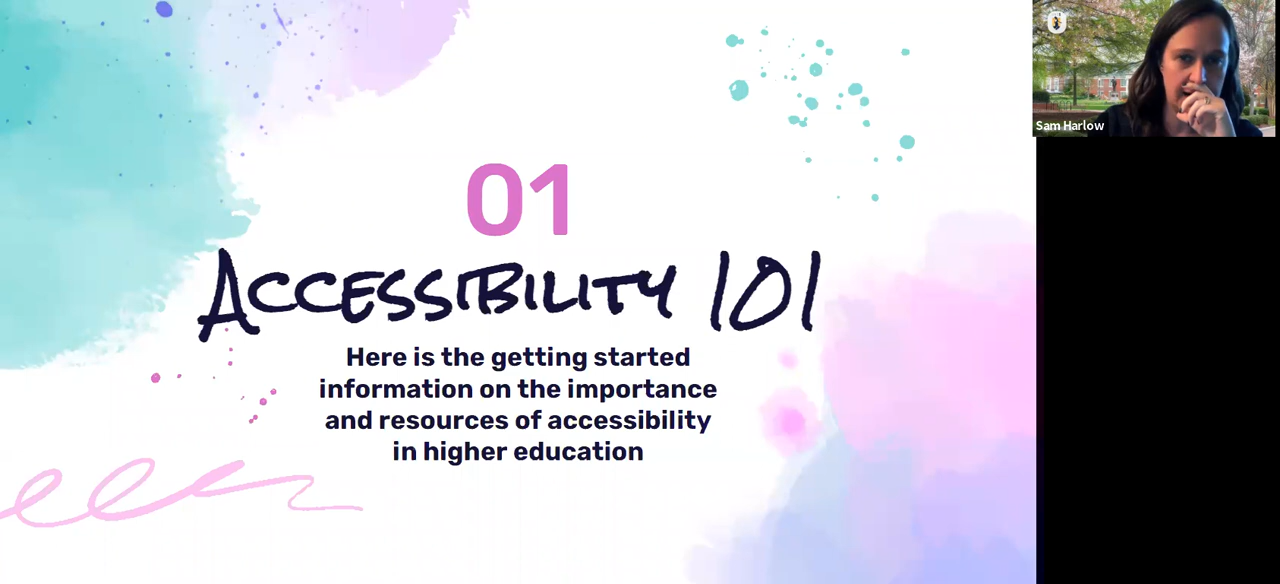 01
Accessibility 101
Here is the getting started
information on the importance
and resources of accessibility
in higher education
Sam Harlow